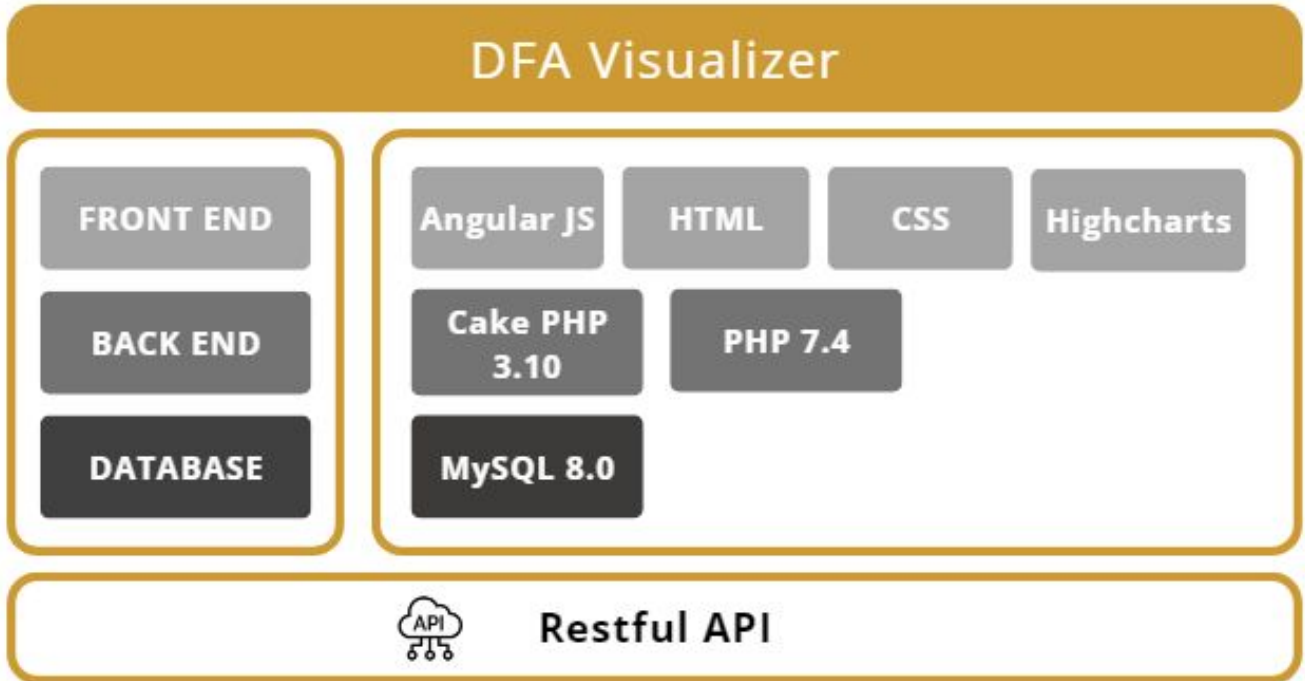 DFA Visualizer
FRONT END
Angular JS
HTML
CSS
Highcharts
BACK END
Cake PHP
3.10
PHP 7.4
DATABASE
MySQL 8.0
API
Restful API